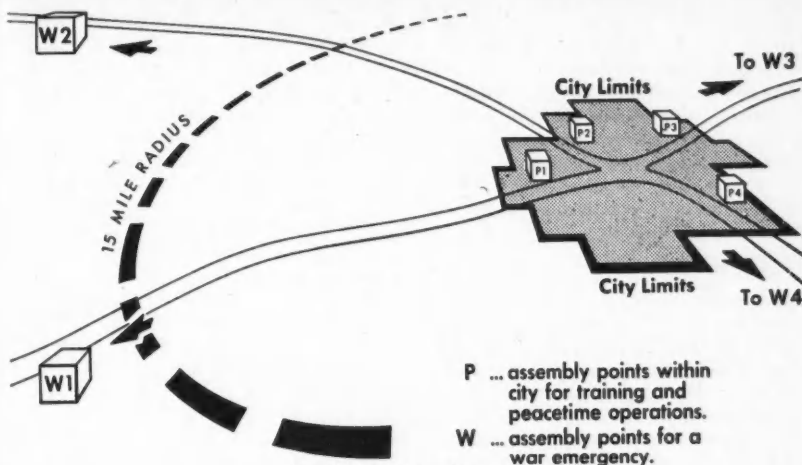 W2
To W3
City Limits
P2
P3
15 MILE RADIUS
P1
P4
City Limits
To W4
W1
P ... assembly points within
city for training and
peacetime operations.
W ... assembly points for a
war emergency.